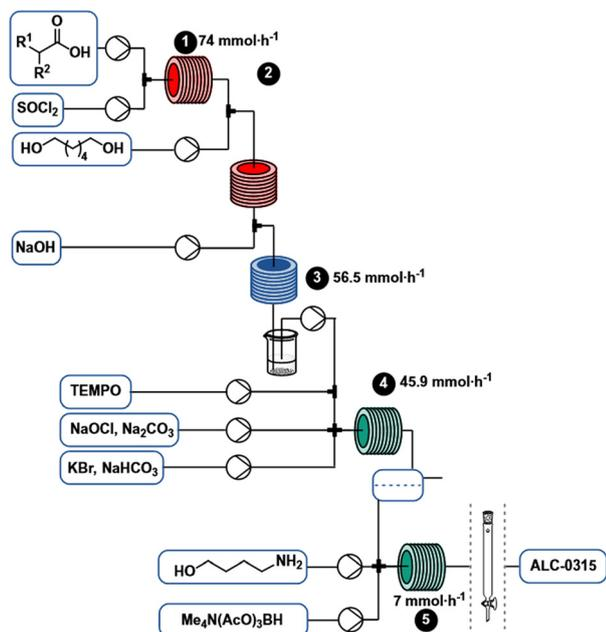 O
R¹ OH
R²
1 74 mmol·h⁻¹
2
SOCl₂
HO ( )₄ OH
NaOH
3 56.5 mmol·h⁻¹
TEMPO
4 45.9 mmol·h⁻¹
NaOCl, Na₂CO₃
KBr, NaHCO₃
HO NH₂
ALC-0315
7 mmol·h⁻¹
Me₄N(AcO)₃BH
5